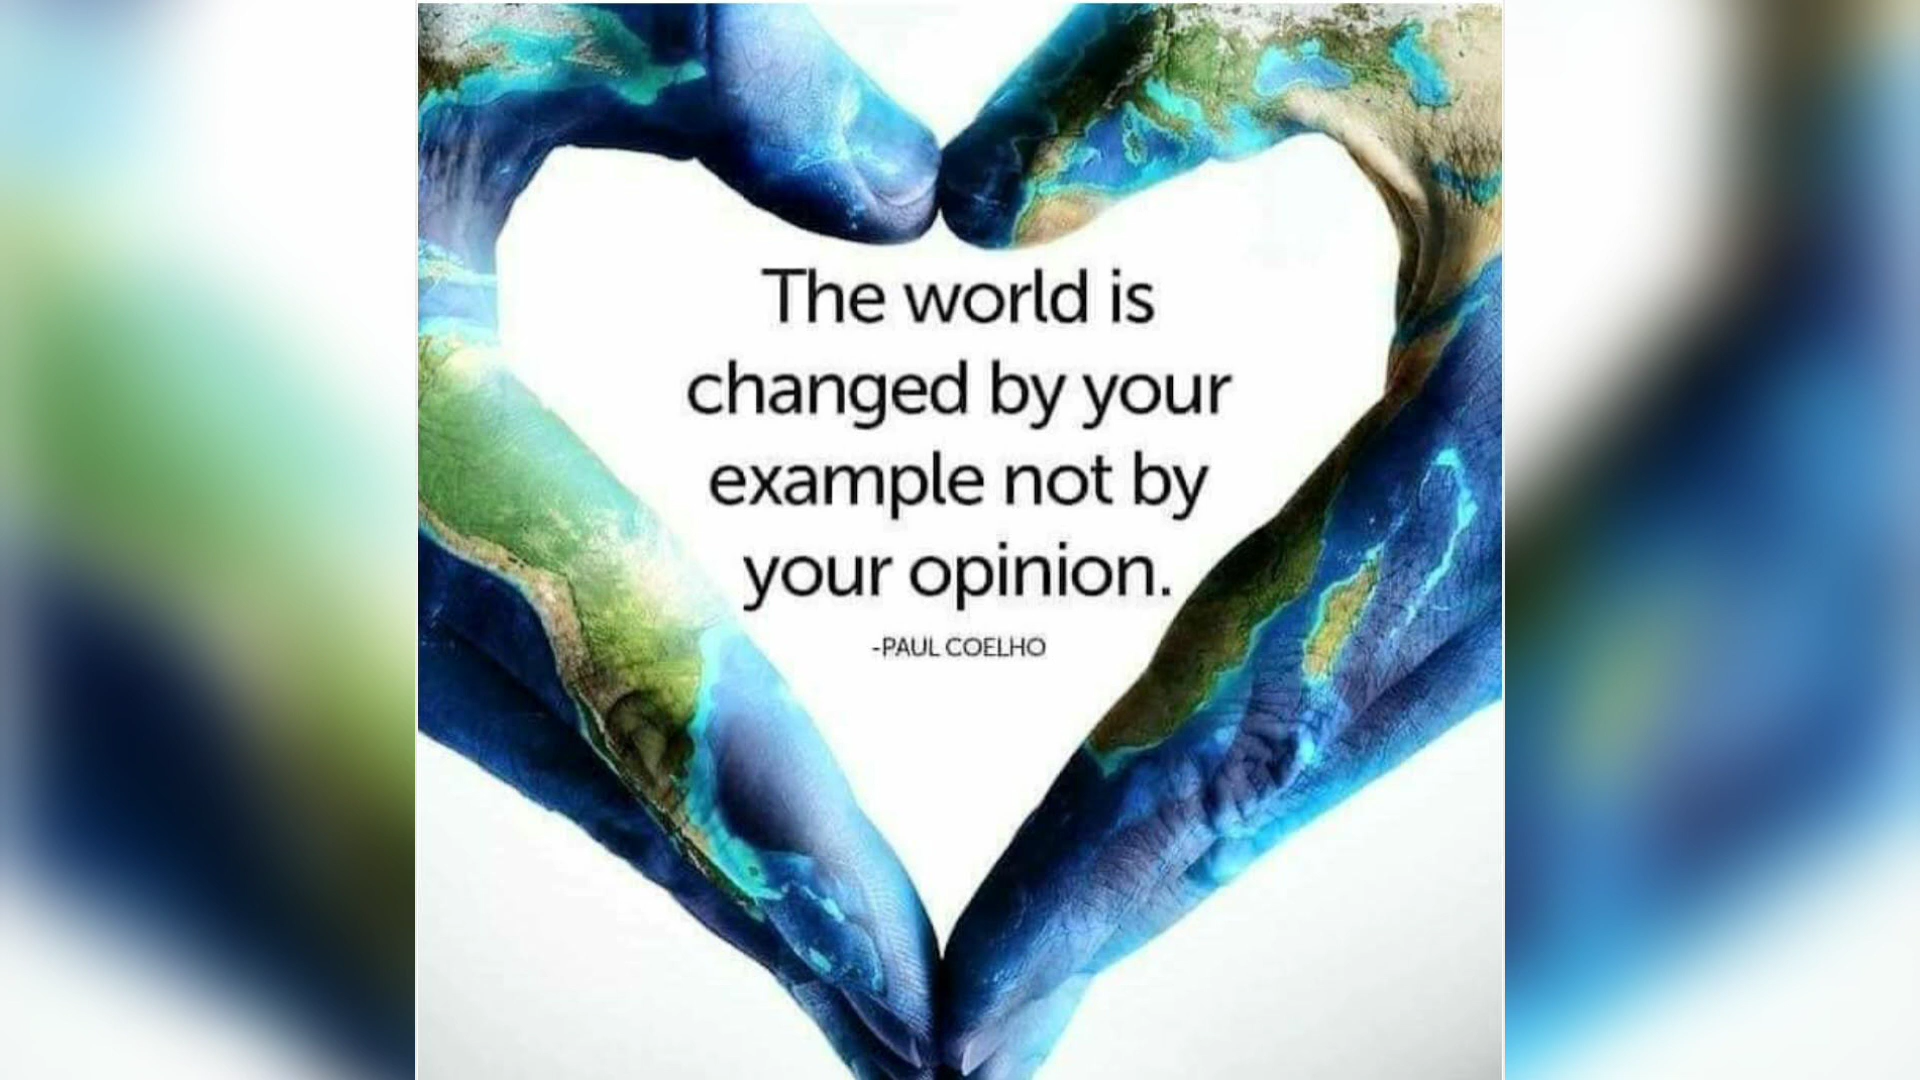 The world is
changed by your
example not by
your opinion.
-PAUL COELHO